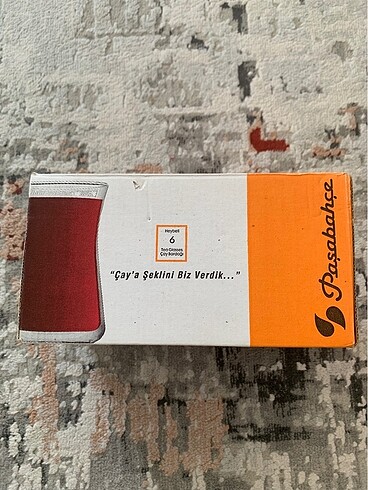 Heybeli
6
Tea Glasses
Çay Bardağı
"Çay'a Şeklini Biz Verdik..."
Paşabahçe